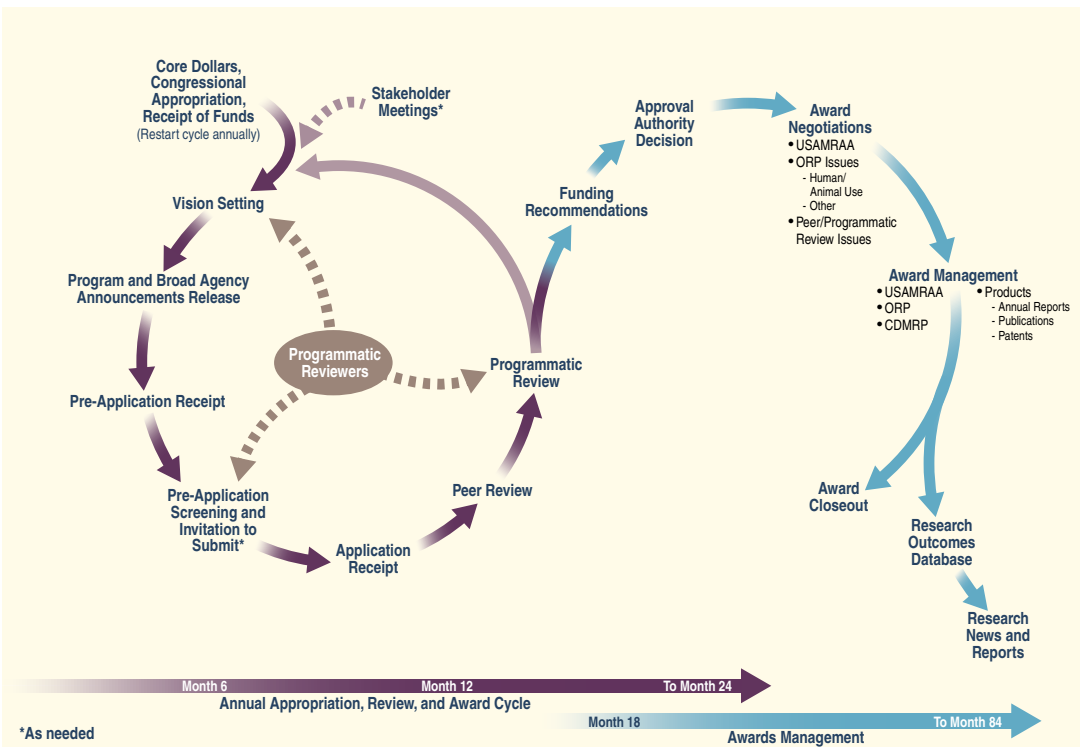 Core Dollars,
Congressional
Appropriation,
Receipt of Funds
(Restart cycle annually)
Stakeholder
Meetings*
Vision Setting
Program and Broad Agency
Announcements Release
Pre-Application Receipt
Pre-Application
Screening and
Invitation to
Submit*
Application
Receipt
Peer Review
Programmatic
Review
Programmatic
Reviewers
Funding
Recommendations
Approval
Authority
Decision
Award
Negotiations
• USAMRAA
• ORP Issues
- Human/
Animal Use
- Other
• Peer/Programmatic
Review Issues
Award Management
• USAMRAA
• ORP
• CDMRP
• Products
- Annual Reports
- Publications
- Patents
Award
Closeout
Research
Outcomes
Database
Research
News and
Reports
Month 6
Month 12
To Month 24
Annual Appropriation, Review, and Award Cycle
Month 18
To Month 84
Awards Management
*As needed